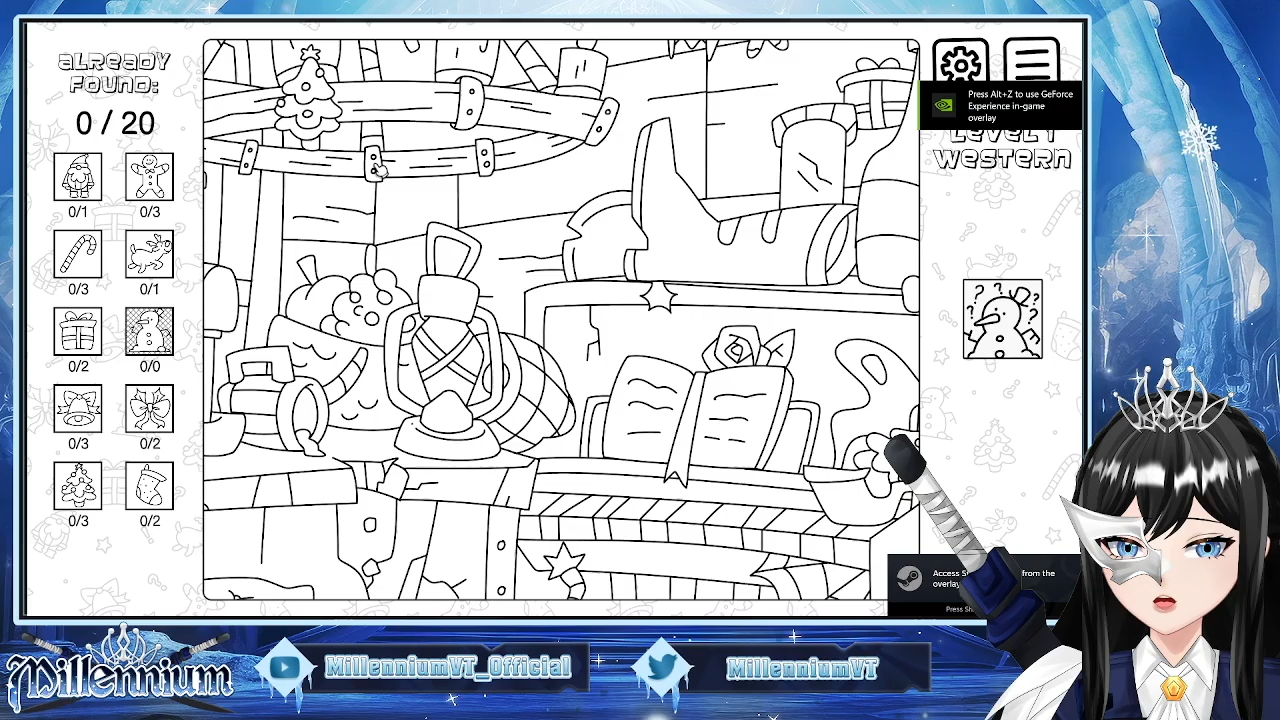 ALREADY
FOUND:
0 / 20
0/1
0/3
0/3
0/1
0/2
0/0
0/3
0/2
0/3
0/2
Press Alt+Z to use GeForce
Experience in-game
overlay
LEVEL 1
WESTERN
? ? ?
? ?
Access S
from the
overlay
Press Sh
Millennium
MillenniumVT_Official
MillenniumVT